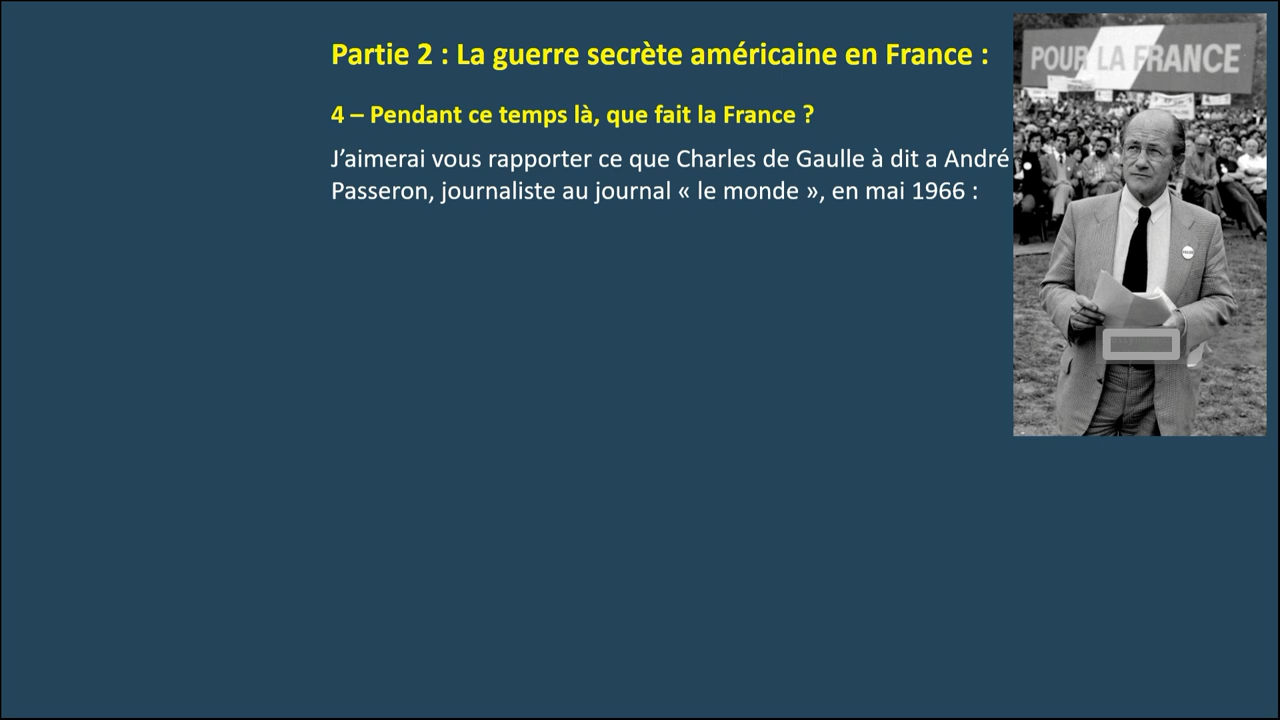 Partie 2 : La guerre secrète américaine en France :
POUR LA FRANCE
4 – Pendant ce temps là, que fait la France ?
J'aimerai vous rapporter ce que Charles de Gaulle à dit a André
Passeron, journaliste au journal « le monde », en mai 1966 :